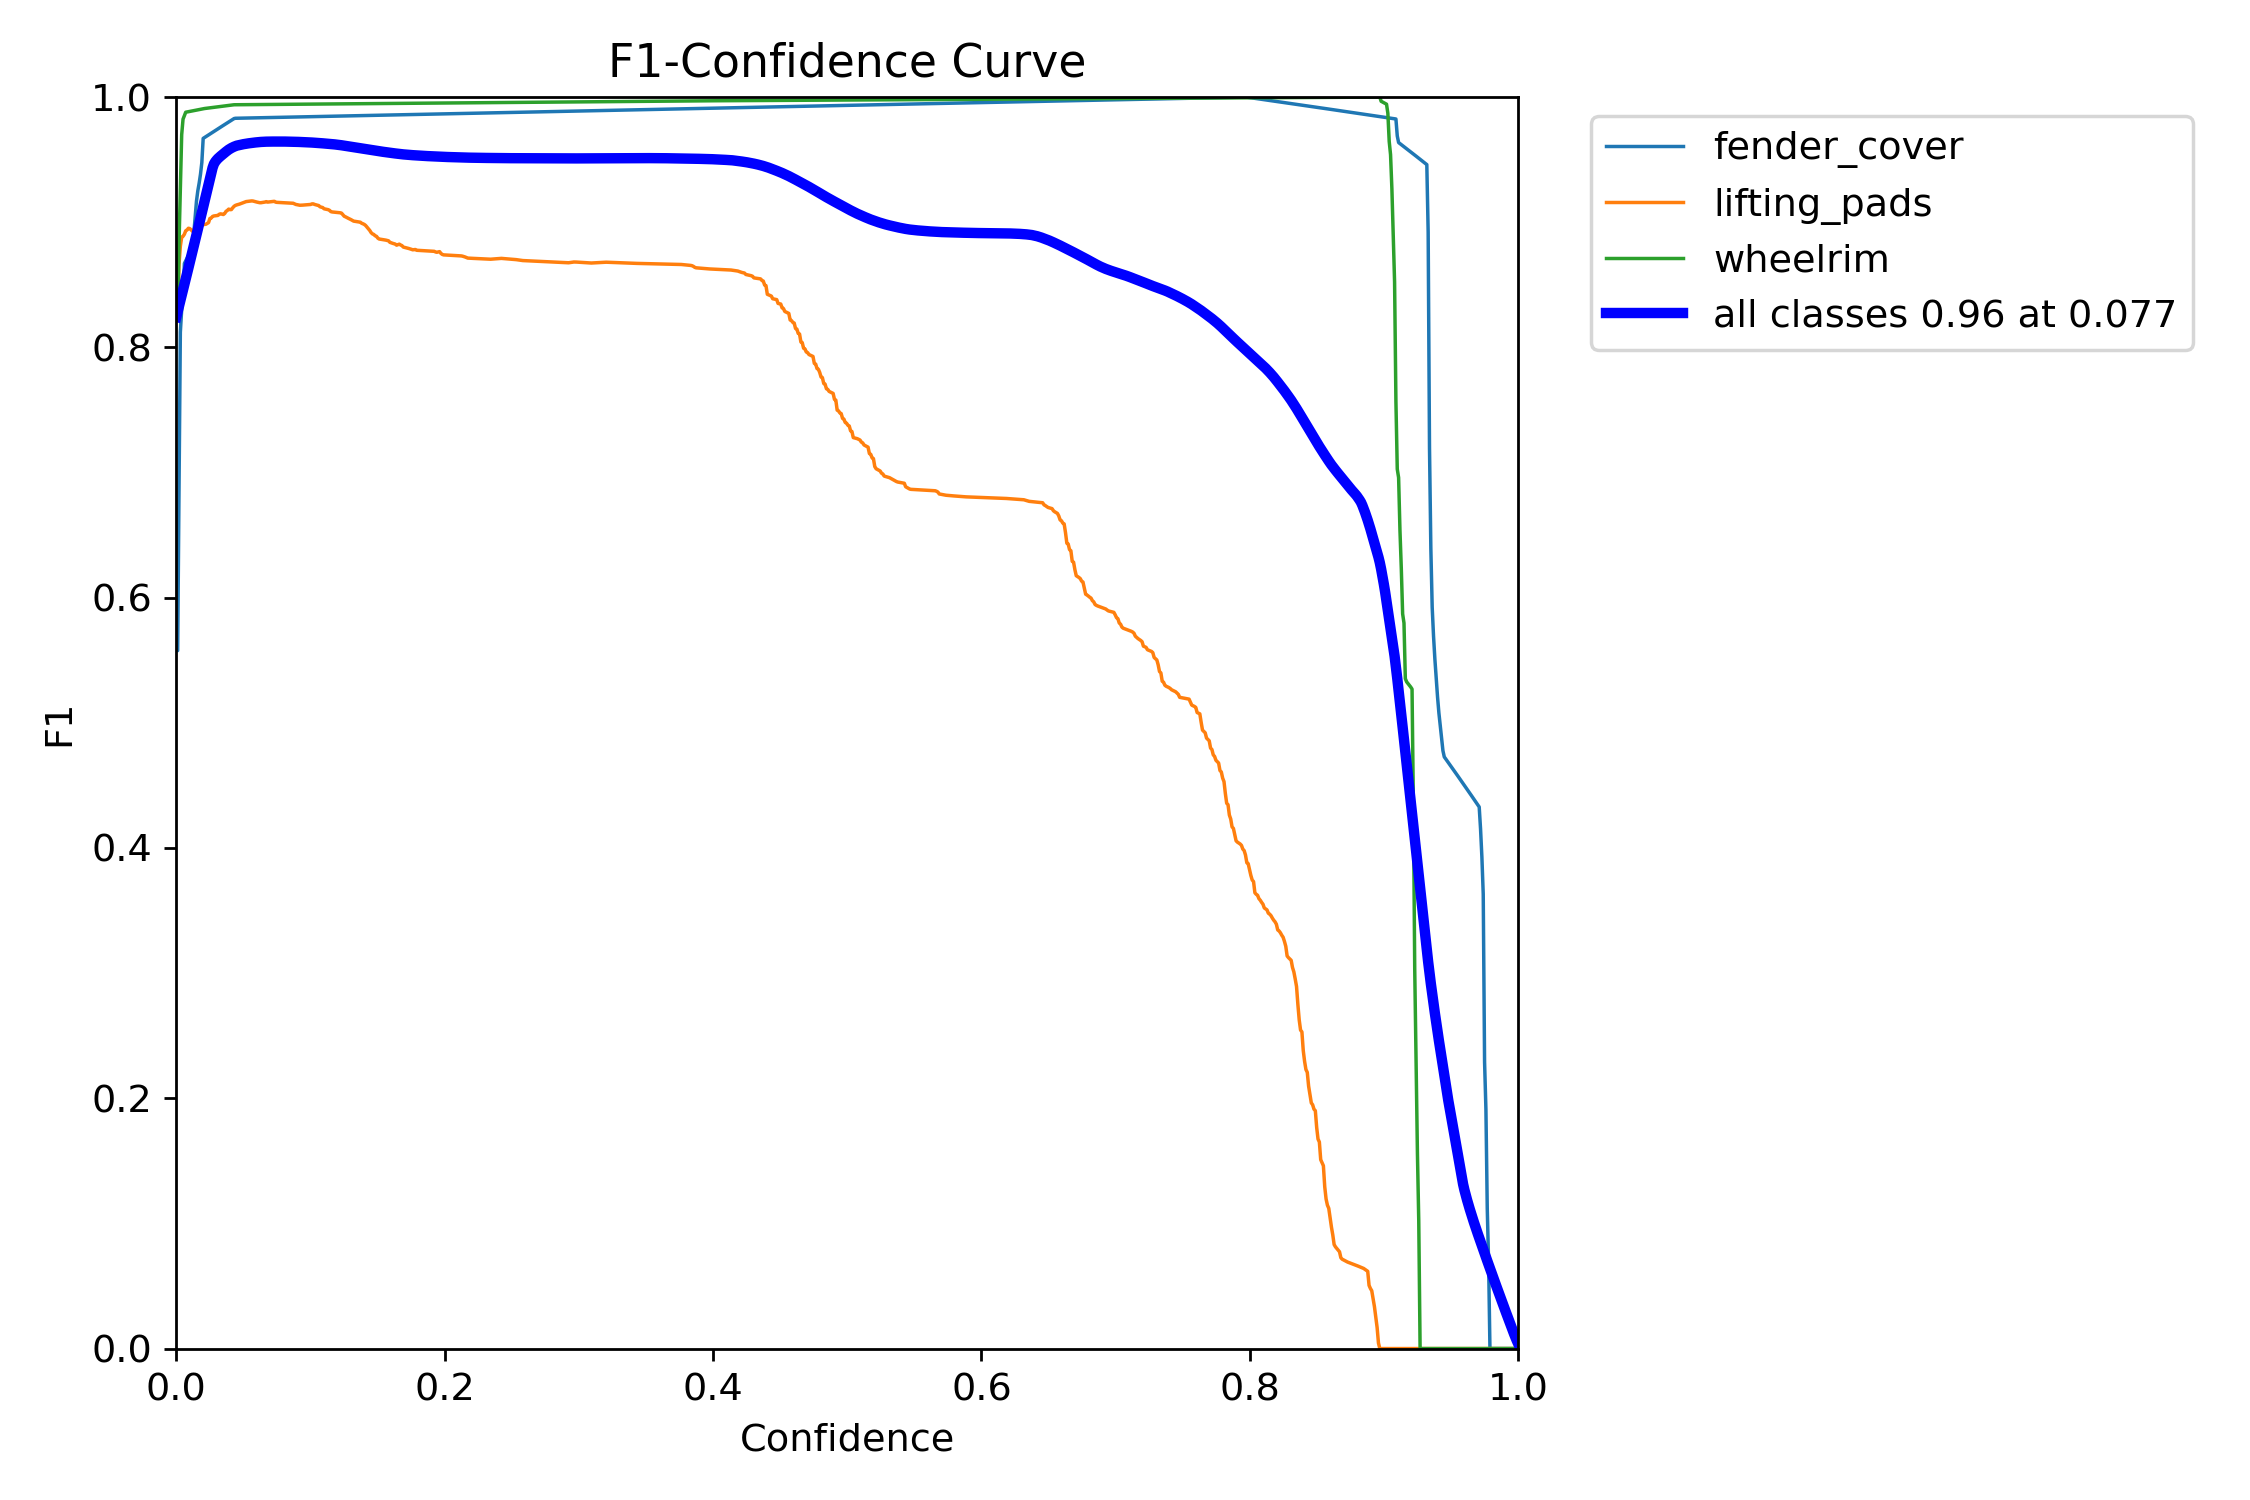 F1-Confidence Curve
1.0
0.8
0.6
0.4
0.2
0.0
F1
0.0 0.2 0.4 0.6 0.8 1.0
Confidence
fender_cover
lifting_pads
wheelrim
all classes 0.96 at 0.077